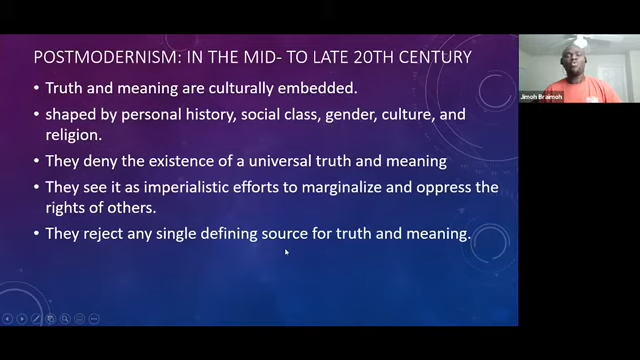 POSTMODERNISM: IN THE MID- TO LATE 20TH CENTURY
• Truth and meaning are culturally embedded.
• shaped by personal history, social class, gender, culture, and
religion.
• They deny the existence of a universal truth and meaning
• They see it as imperialistic efforts to marginalize and oppress the
rights of others.
• They reject any single defining source for truth and meaning.
Jimoh Braimoh